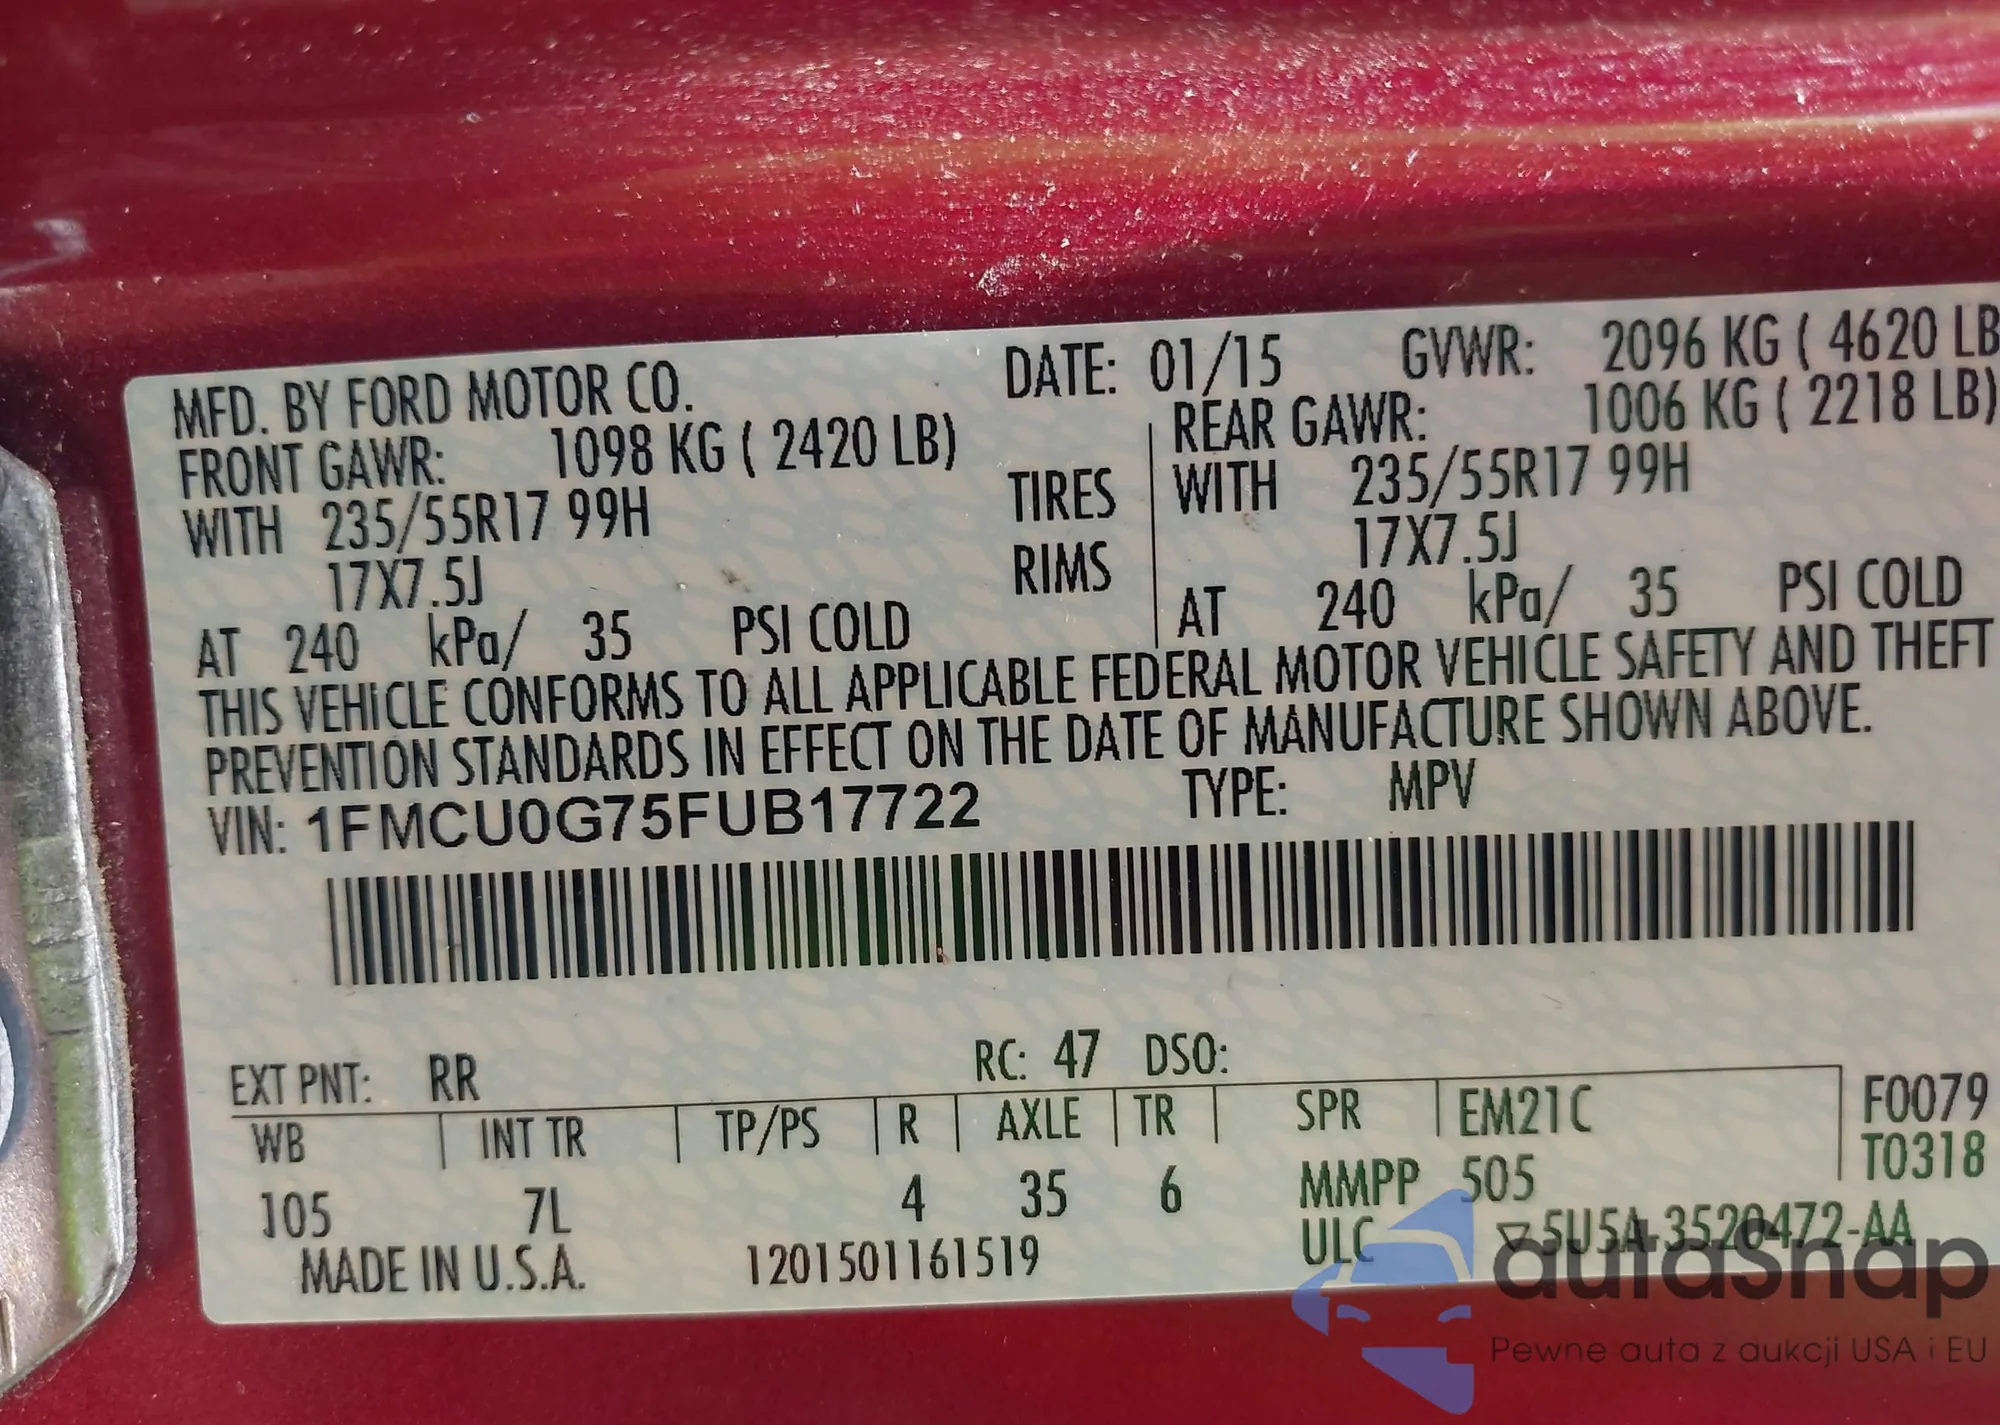 MFD. BY FORD MOTOR CO. DATE: 01/15 GVWR: 2096 KG ( 4620 LB
FRONT GAWR: 1098 KG ( 2420 LB) REAR GAWR: 1006 KG ( 2218 LB)
WITH 235/55R17 99H TIRES WITH 235/55R17 99H
17X7.5J RIMS 17X7.5J
AT 240 kPa/ 35 PSI COLD AT 240 kPa/ 35 PSI COLD
THIS VEHICLE CONFORMS TO ALL APPLICABLE FEDERAL MOTOR VEHICLE SAFETY AND THEFT
PREVENTION STANDARDS IN EFFECT ON THE DATE OF MANUFACTURE SHOWN ABOVE.
VIN: 1FMCU0G75FUB17722 TYPE: MPV
EXT PNT: RR RC: 47 DSO:
WB INT TR TP/PS R AXLE TR SPR EM21C F0079
105 7L 4 35 6 MMPP 505 T0318
MADE IN U.S.A. 1201501161519 ULC 5U5A-3520472-AA
autaSnap
Pewne auta z aukcji USA i EU